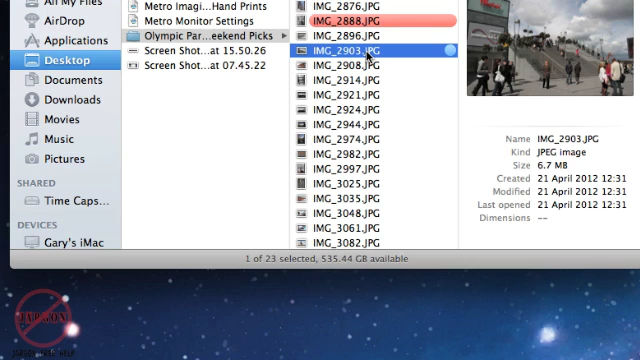 All My Files
AirDrop
Applications
Desktop
Documents
Downloads
Movies
Music
Pictures
SHARED
Time Caps...
DEVICES
Gary's iMac
Metro Imagi...Hand Prints
Metro Monitor Settings
Olympic Par...eekend Picks
Screen Shot...at 15.50.26
Screen Shot...at 07.45.22
IMG_2876.JPG
IMG_2888.JPG
IMG_2896.JPG
IMG_2903.JPG
IMG_2908.JPG
IMG_2914.JPG
IMG_2921.JPG
IMG_2924.JPG
IMG_2944.JPG
IMG_2974.JPG
IMG_2982.JPG
IMG_2997.JPG
IMG_3025.JPG
IMG_3035.JPG
IMG_3048.JPG
IMG_3061.JPG
IMG_3082.JPG
Name IMG_2903.JPG
Kind JPEG image
Size 6.7 MB
Created 21 April 2012 12:31
Modified 21 April 2012 12:31
Last opened 21 April 2012 12:31
Dimensions --
1 of 23 selected, 535.44 GB available
JARGON
JARGON FREE HELP